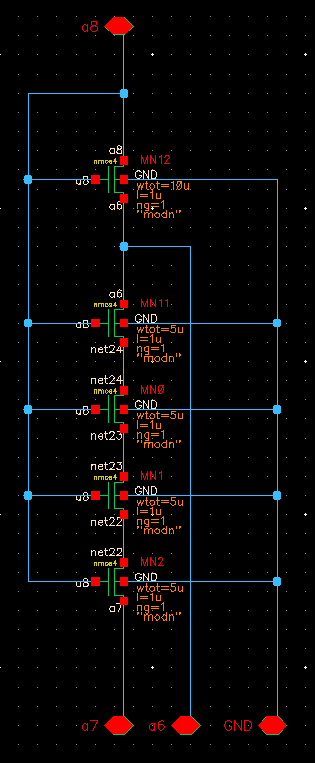 a8
a8
nmos4
MN12
GND
a8
wtot=10u
l=1u
ng=1
"modn"
a6
a6
nmos4
MN11
GND
a8
wtot=5u
l=1u
ng=1
"modn"
net24
net24
nmos4
MN0
GND
a8
wtot=5u
l=1u
ng=1
"modn"
net23
net23
nmos4
MN1
GND
a8
wtot=5u
l=1u
ng=1
"modn"
net22
net22
nmos4
MN2
GND
a8
wtot=5u
l=1u
ng=1
"modn"
a7
a7 a6 GND